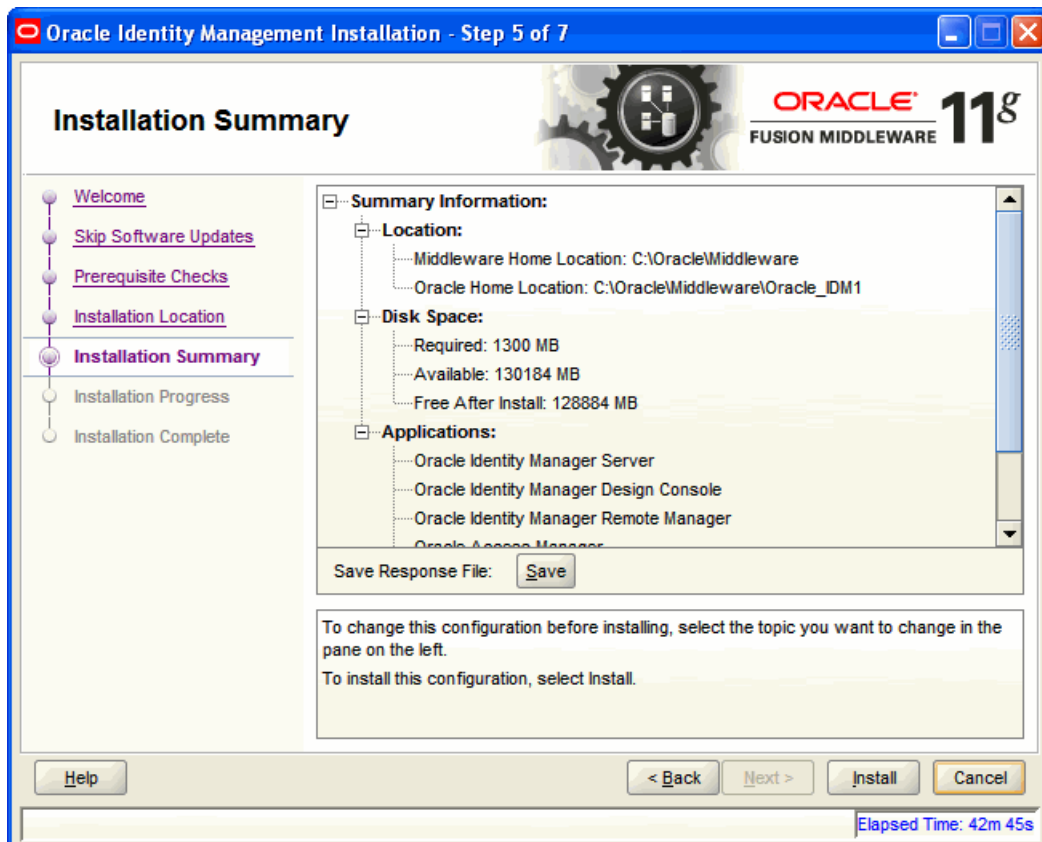 Oracle Identity Management Installation - Step 5 of 7
Installation Summary
ORACLE
FUSION MIDDLEWARE
11g
Welcome
Skip Software Updates
Prerequisite Checks
Installation Location
Installation Summary
Installation Progress
Installation Complete
Summary Information:
Location:
Middleware Home Location: C:\Oracle\Middleware
Oracle Home Location: C:\Oracle\Middleware\Oracle_IDM1
Disk Space:
Required: 1300 MB
Available: 130184 MB
Free After Install: 128884 MB
Applications:
Oracle Identity Manager Server
Oracle Identity Manager Design Console
Oracle Identity Manager Remote Manager
Oracle Access Manager
Save Response File: Save
To change this configuration before installing, select the topic you want to change in the
pane on the left.
To install this configuration, select Install.
Help < Back Next > Install Cancel
Elapsed Time: 42m 45s